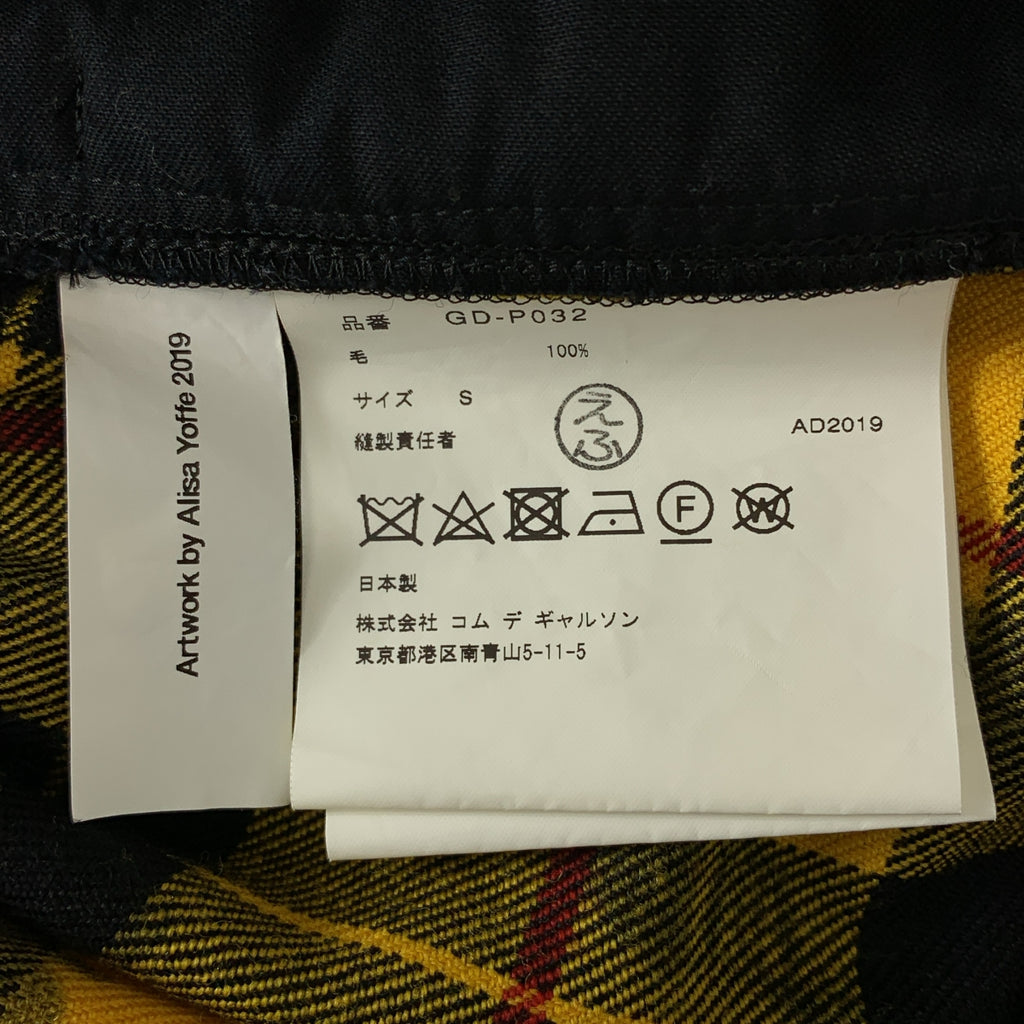 Artwork by Alisa Yoffe 2019
品番 GD-P032
毛 100%
サイズ S
えふ
縫製責任者
AD2019
F
W
日本製
株式会社 コム デ ギャルソン
東京都港区南青山5-11-5